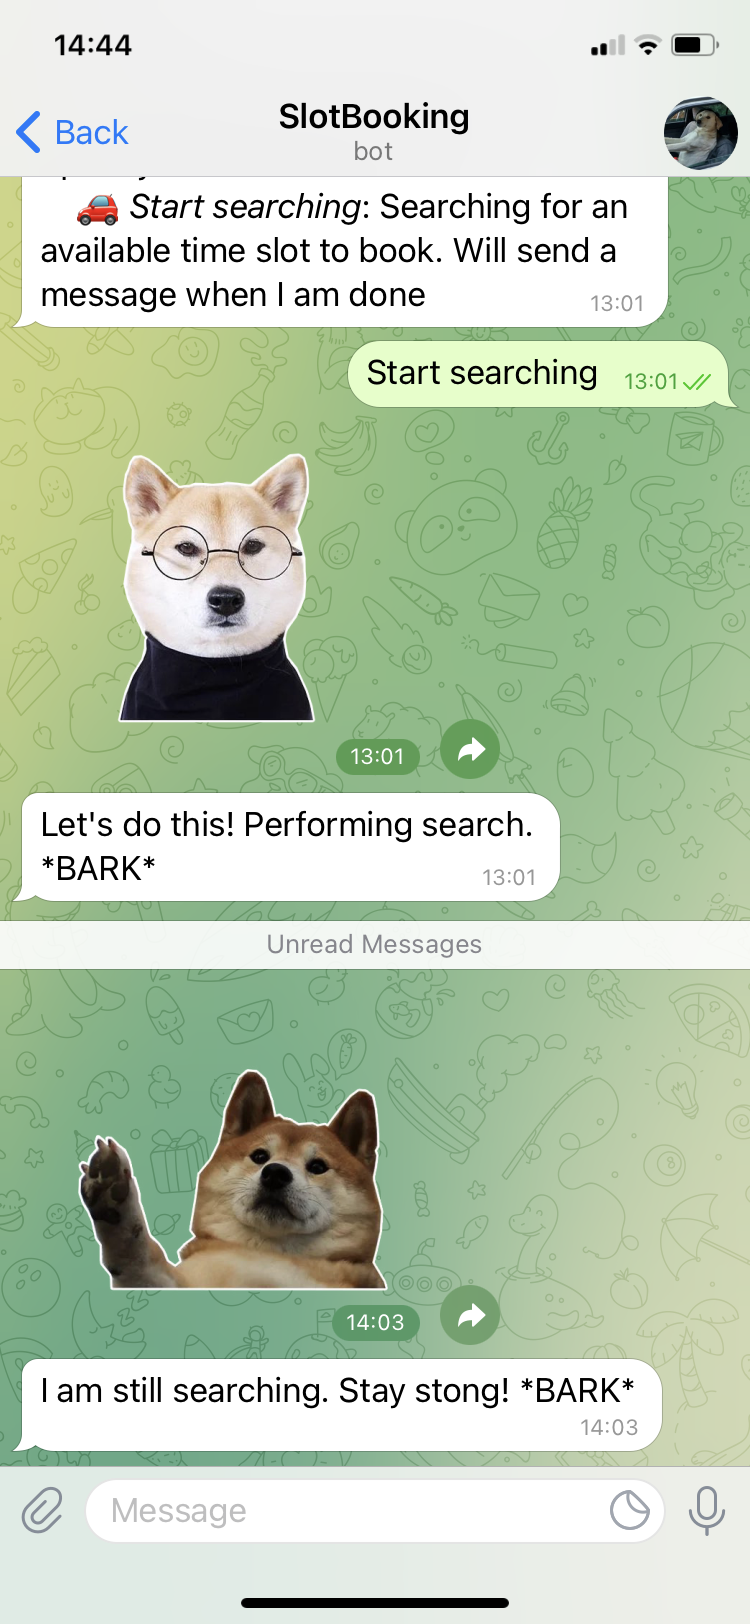 14:44
Back
SlotBooking
bot
🚗 Start searching: Searching for an
available time slot to book. Will send a
message when I am done
13:01
Start searching 13:01
13:01
Let's do this! Performing search.
*BARK*
13:01
Unread Messages
14:03
I am still searching. Stay stong! *BARK*
14:03
Message